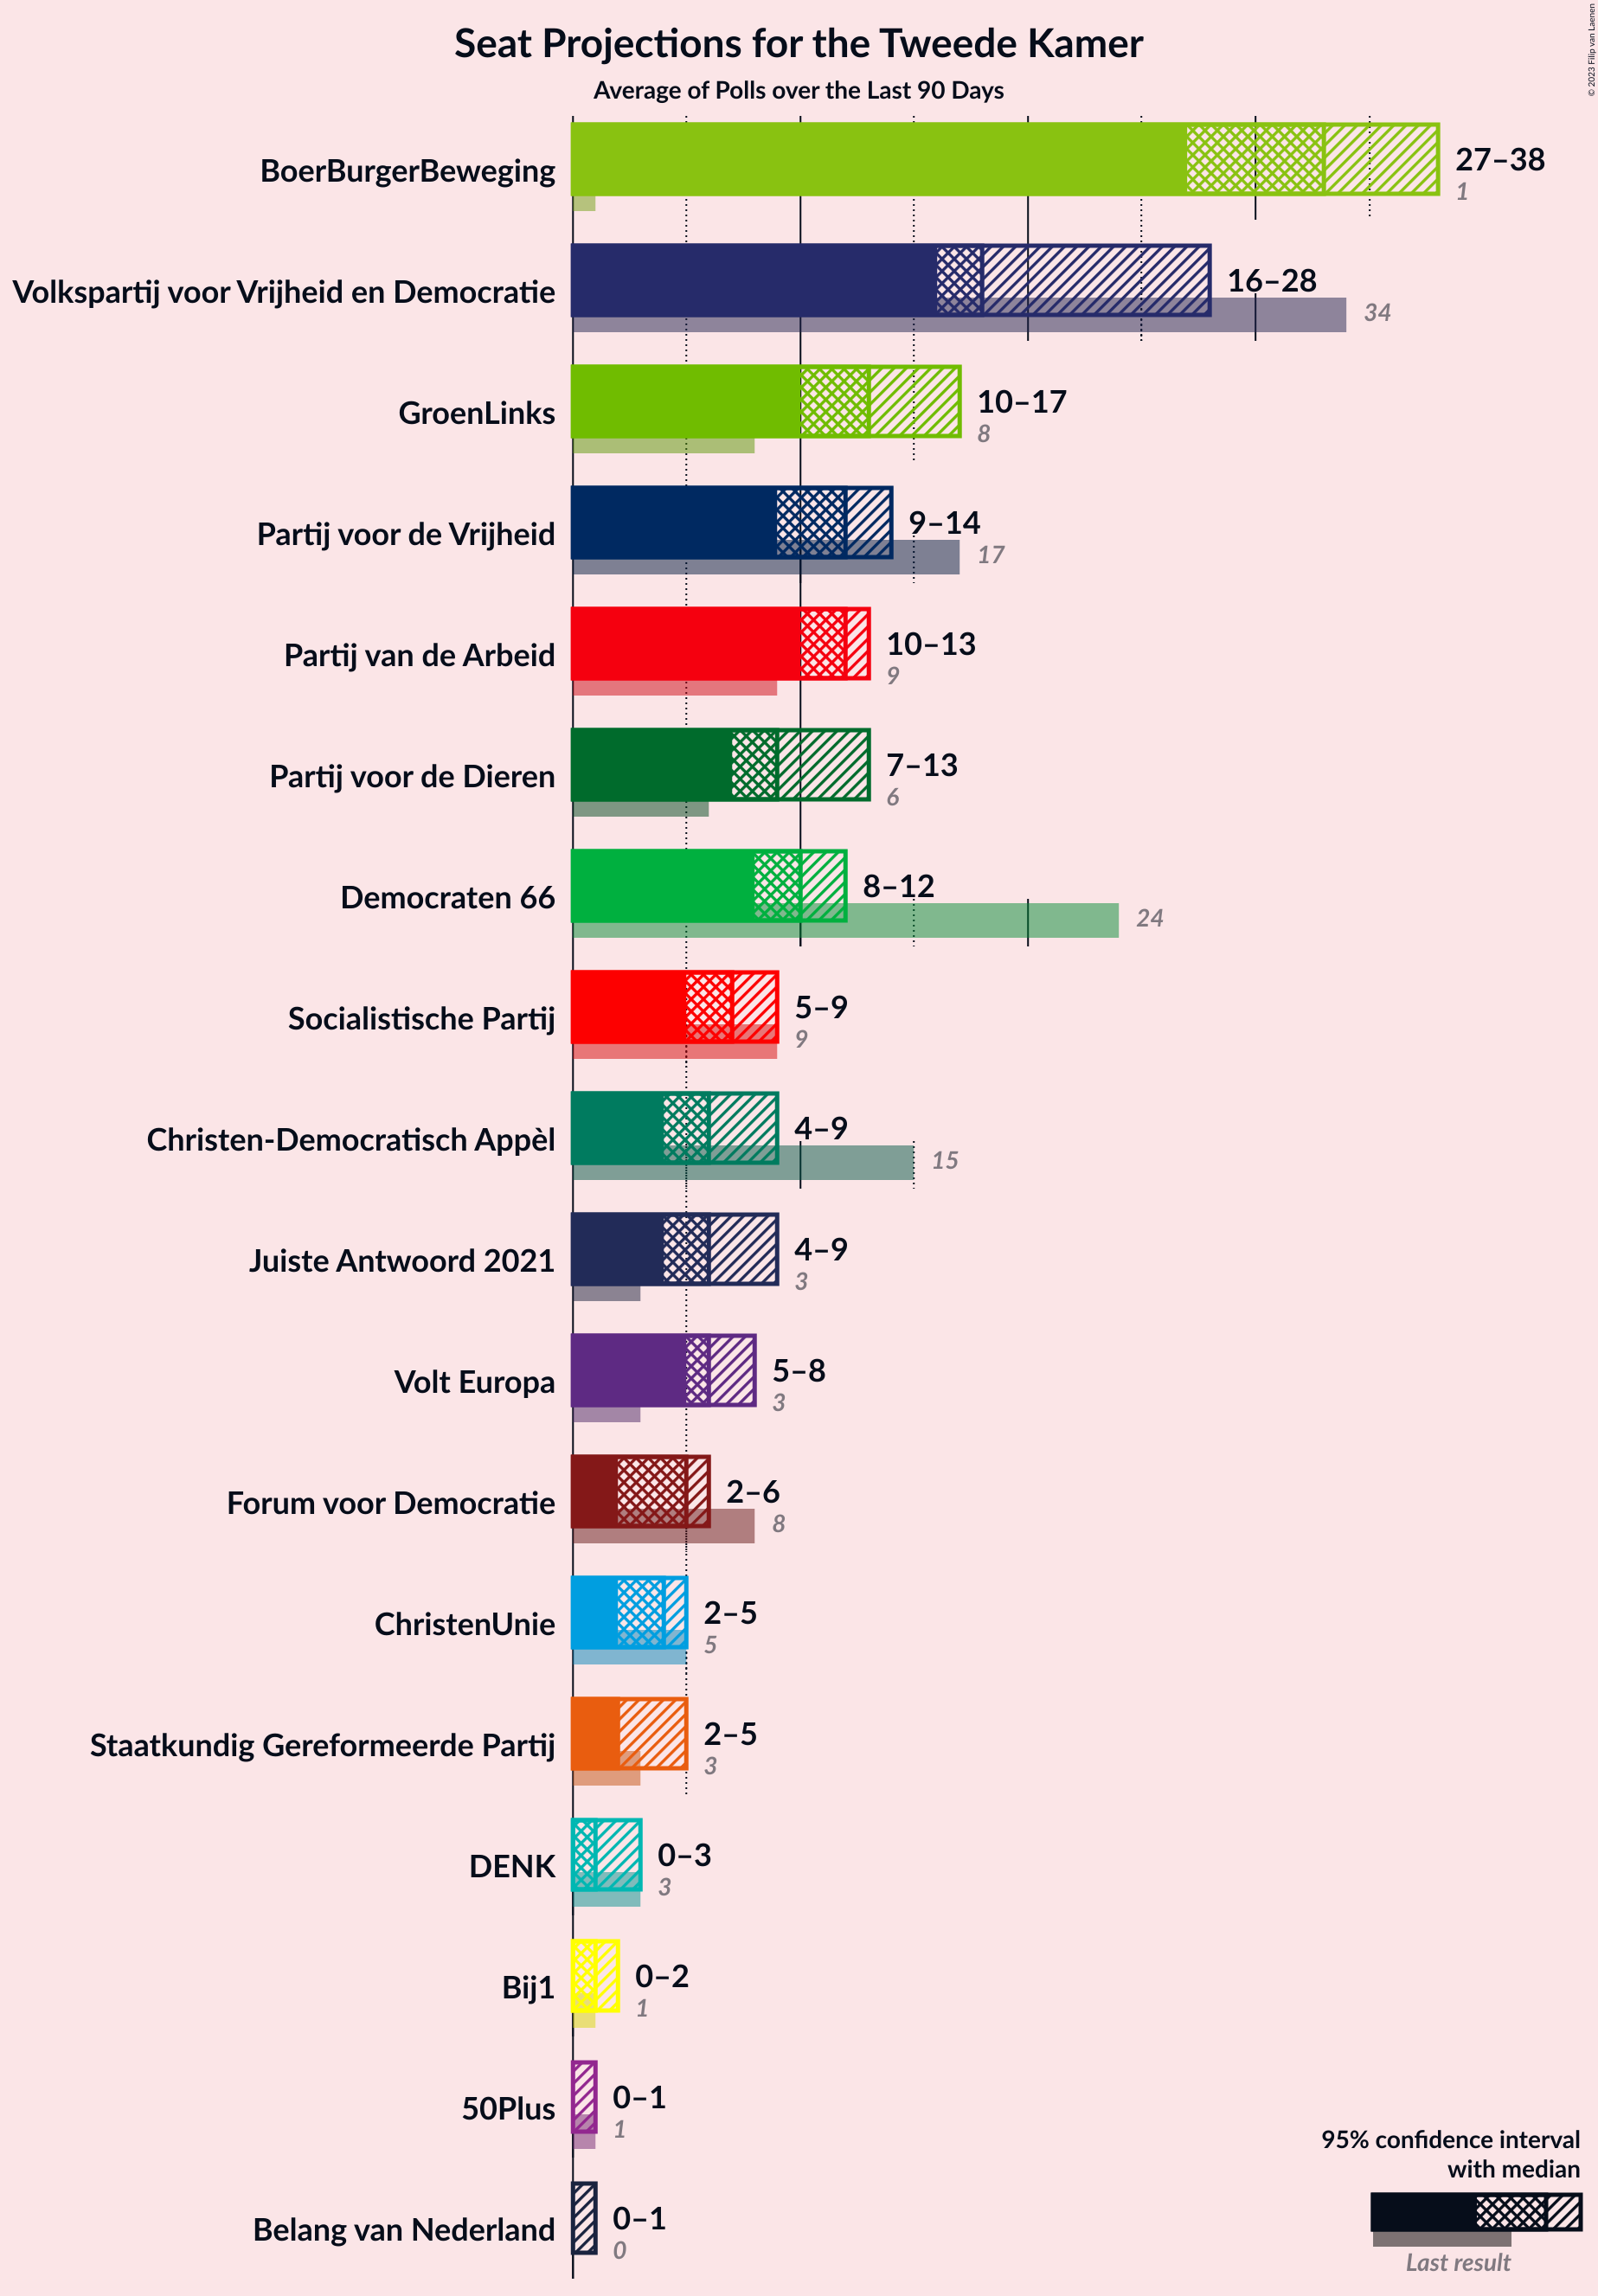 © 2023 Filip van Laenen
Seat Projections for the Tweede Kamer
Average of Polls over the Last 90 Days
BoerBurgerBeweging
27–38
1
Volkspartij voor Vrijheid en Democratie
16–28
34
GroenLinks
10–17
8
Partij voor de Vrijheid
9–14
17
Partij van de Arbeid
10–13
9
Partij voor de Dieren
7–13
6
Democraten 66
8–12
24
Socialistische Partij
5–9
9
Christen-Democratisch Appèl
4–9
15
Juiste Antwoord 2021
4–9
3
Volt Europa
5–8
3
Forum voor Democratie
2–6
8
ChristenUnie
2–5
5
Staatkundig Gereformeerde Partij
2–5
3
DENK
0–3
3
Bij1
0–2
1
50Plus
0–1
1
Belang van Nederland
0–1
0
95% confidence interval
with median
Last result